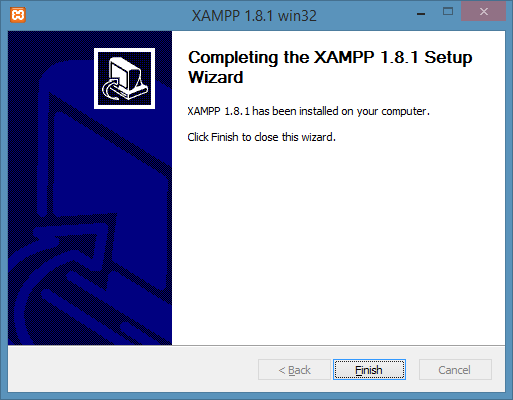 XAMPP 1.8.1 win32
Completing the XAMPP 1.8.1 Setup
Wizard
XAMPP 1.8.1 has been installed on your computer.
Click Finish to close this wizard.
< Back
Finish
Cancel